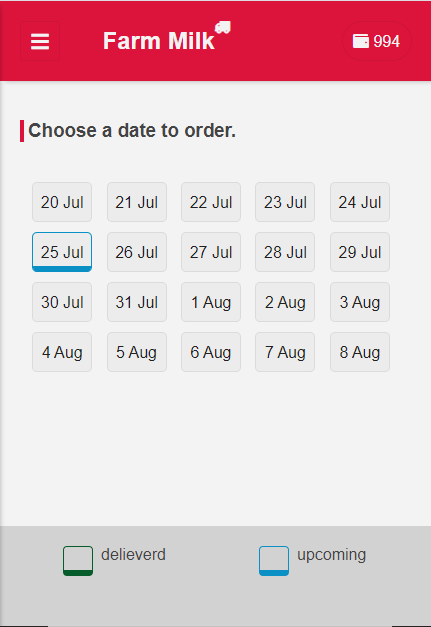 Farm Milk
994
Choose a date to order.
20 Jul 21 Jul 22 Jul 23 Jul 24 Jul
25 Jul 26 Jul 27 Jul 28 Jul 29 Jul
30 Jul 31 Jul 1 Aug 2 Aug 3 Aug
4 Aug 5 Aug 6 Aug 7 Aug 8 Aug
delieverd upcoming